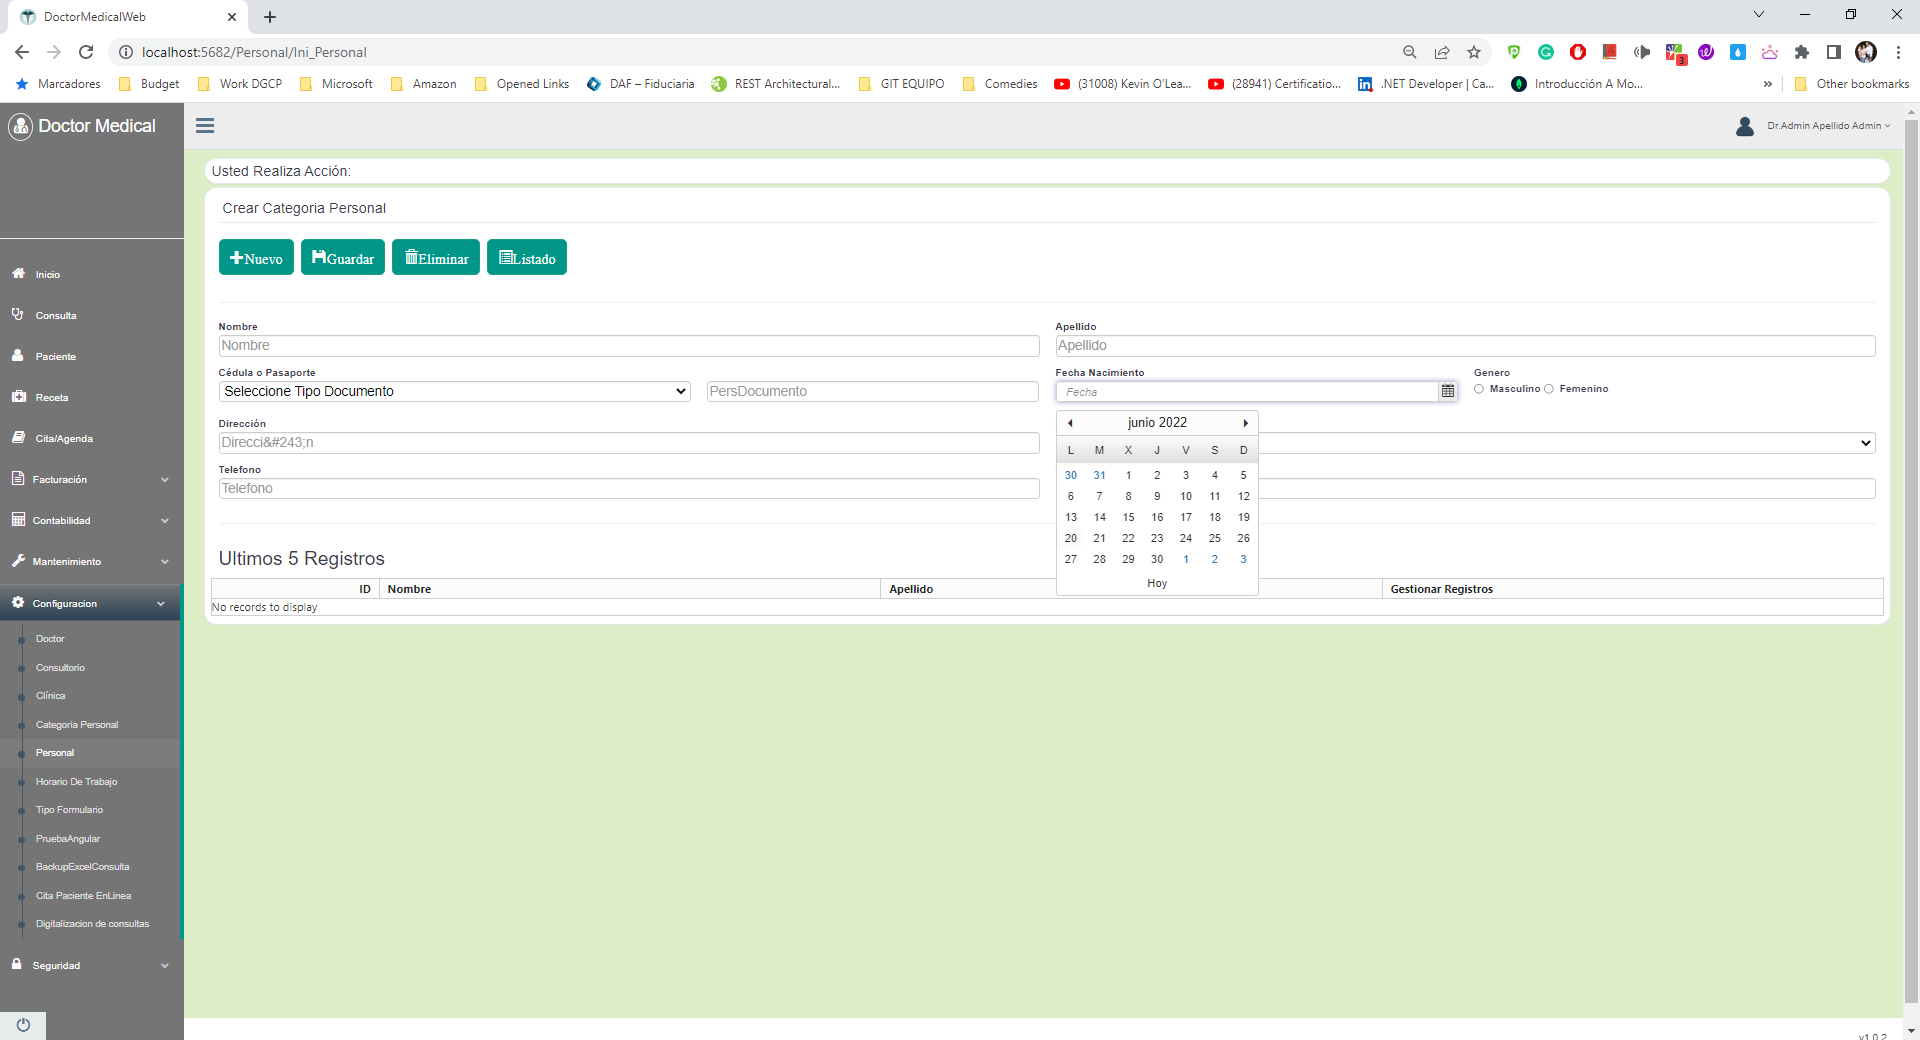 DoctorMedicalWeb
localhost:5682/Personal/Ini_Personal
3
Marcadores Budget Work DGCP Microsoft Amazon Opened Links DAF – Fiduciaria REST Architectural... GIT EQUIPO Comedies (31008) Kevin O'Lea... (28941) Certificatio... .NET Developer | Ca... Introducción A Mo... » Other bookmarks
Doctor Medical
Dr.Admin Apellido Admin
Usted Realiza Acción:
Crear Categoria Personal
Nuevo Guardar Eliminar Listado
Inicio
Consulta
Paciente
Receta
Cita/Agenda
Facturación
Contabilidad
Mantenimiento
Configuracion
Doctor
Consultorio
Clínica
Categoria Personal
Personal
Horario De Trabajo
Tipo Formulario
PruebaAngular
BackupExcelConsulta
Cita Paciente EnLinea
Digitalizacion de consultas
Seguridad
Nombre Apellido
Nombre Apellido
Cédula o Pasaporte Fecha Nacimiento Genero
Seleccione Tipo Documento PersDocumento Fecha Masculino Femenino
Dirección
Direcci&#243;n
Telefono
Telefono
junio 2022
L M X J V S D
30 31 1 2 3 4 5
6 7 8 9 10 11 12
13 14 15 16 17 18 19
20 21 22 23 24 25 26
27 28 29 30 1 2 3
Hoy
Ultimos 5 Registros
ID Nombre Apellido Gestionar Registros
No records to display
v1.0.2